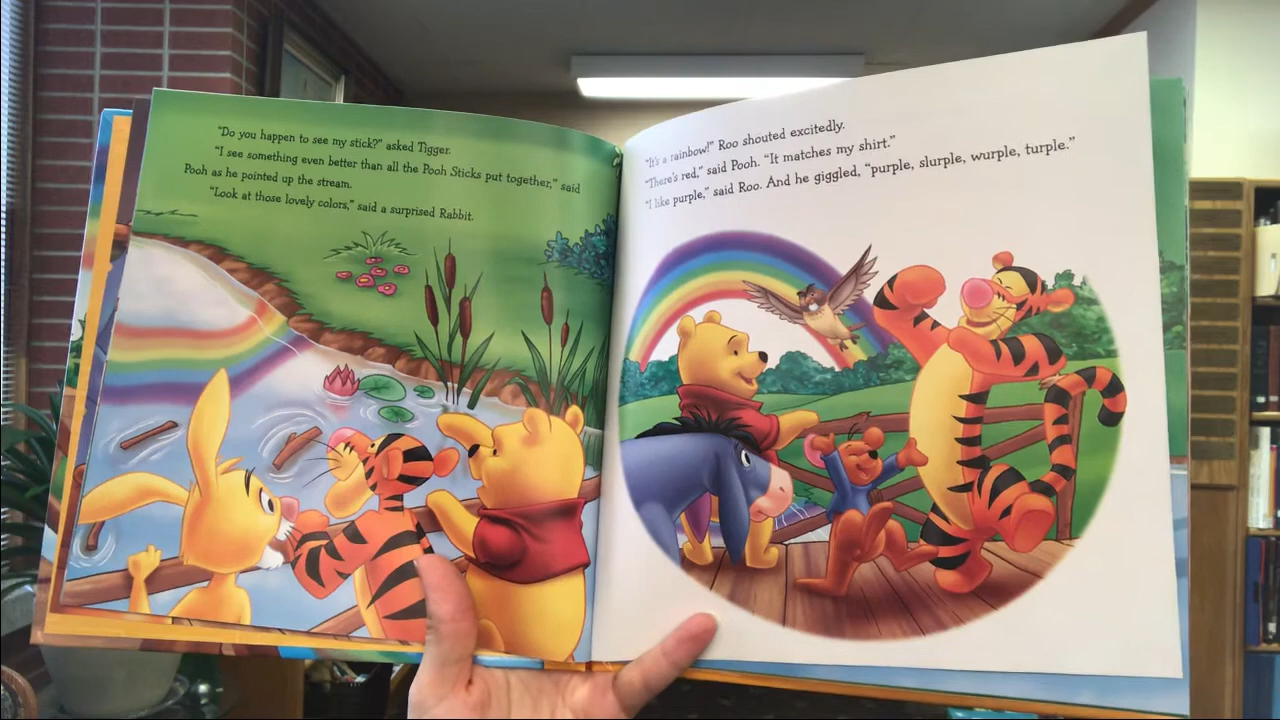 "Do you happen to see my stick?" asked Tigger.
"I see something even better than all the Pooh Sticks put together," said
Pooh as he pointed up the stream.
"Look at those lovely colors," said a surprised Rabbit.
"It's a rainbow!" Roo shouted excitedly.
"There's red," said Pooh. "It matches my shirt."
"I like purple," said Roo. And he giggled, "purple, slurple, wurple, turple."